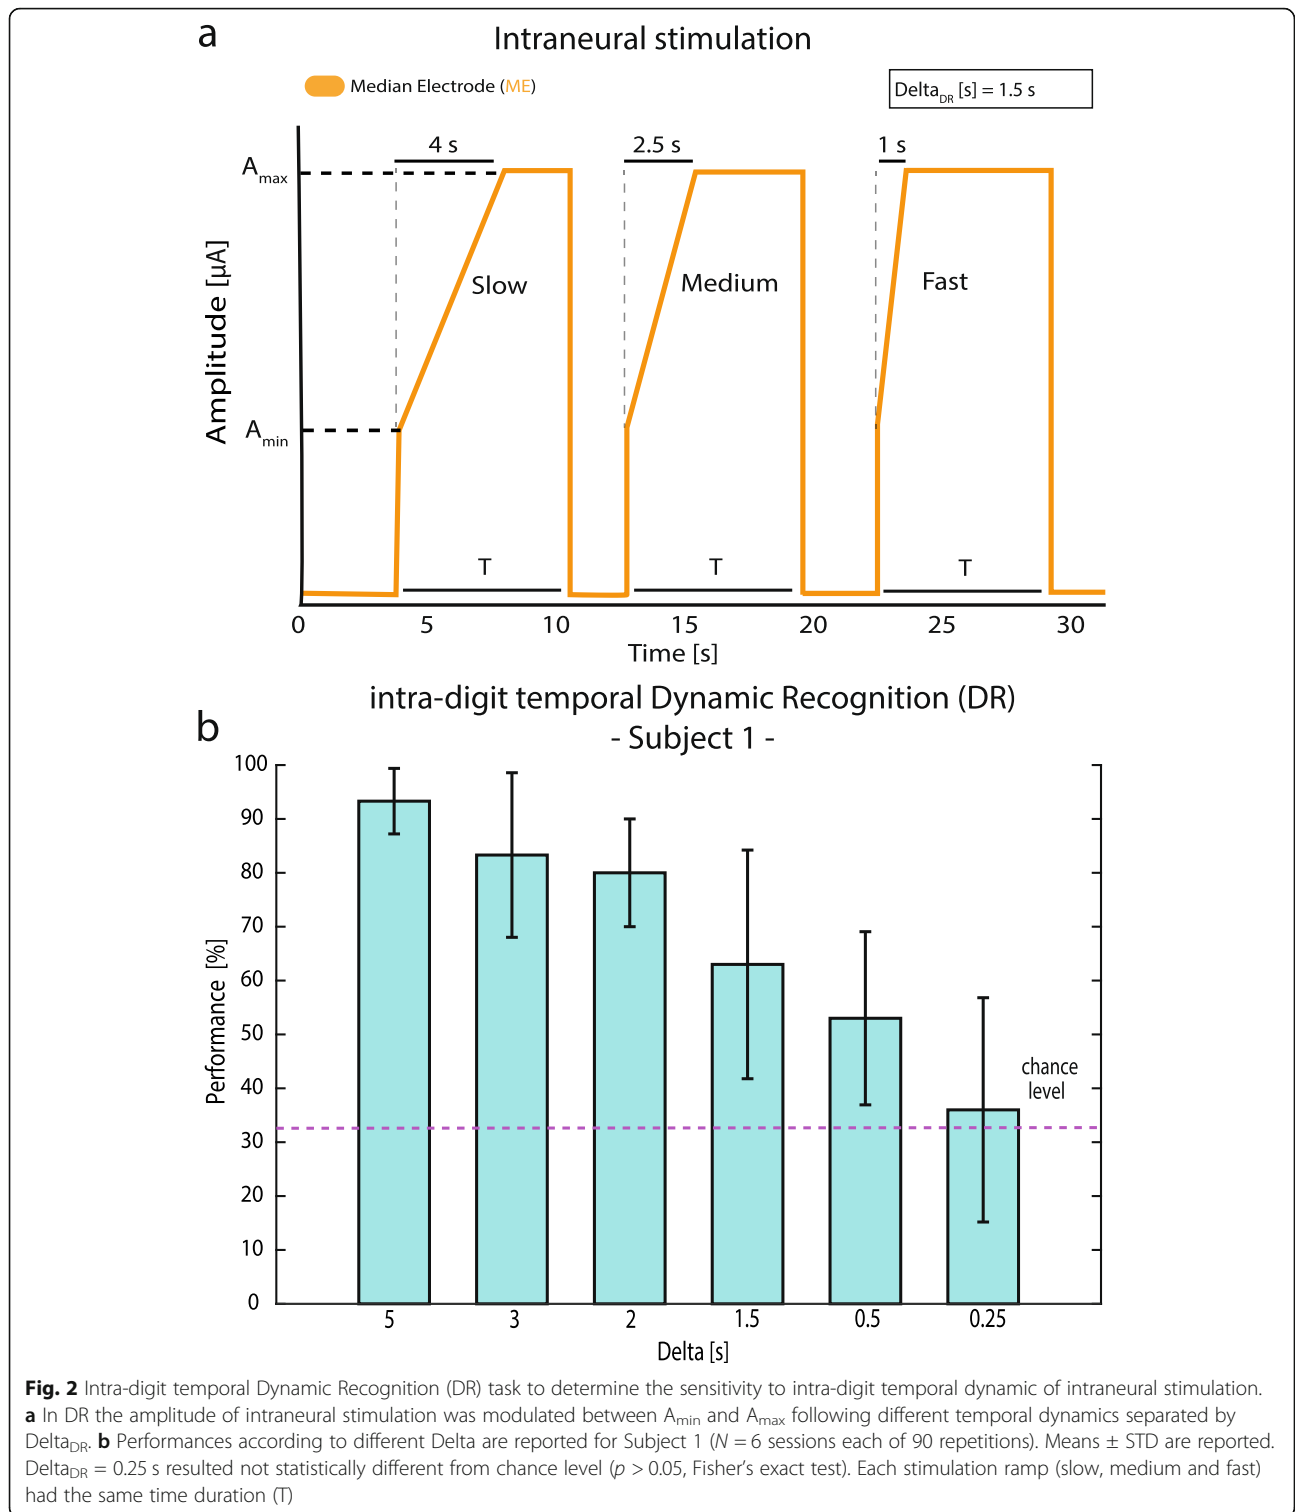 a
Intraneural stimulation
Median Electrode (ME)
Delta_DR [s] = 1.5 s
4 s
2.5 s
1 s
A_max
Amplitude [µA]
Slow
Medium
Fast
A_min
T
T
T
0 5 10 15 20 25 30
Time [s]
intra-digit temporal Dynamic Recognition (DR)
b
- Subject 1 -
100
90
80
70
60
50
40
30
20
10
0
Performance [%]
chance
level
5 3 2 1.5 0.5 0.25
Delta [s]
Fig. 2 Intra-digit temporal Dynamic Recognition (DR) task to determine the sensitivity to intra-digit temporal dynamic of intraneural stimulation.
a In DR the amplitude of intraneural stimulation was modulated between A_min and A_max following different temporal dynamics separated by
Delta_DR. b Performances according to different Delta are reported for Subject 1 (N = 6 sessions each of 90 repetitions). Means ± STD are reported.
Delta_DR = 0.25 s resulted not statistically different from chance level (p > 0.05, Fisher's exact test). Each stimulation ramp (slow, medium and fast)
had the same time duration (T)